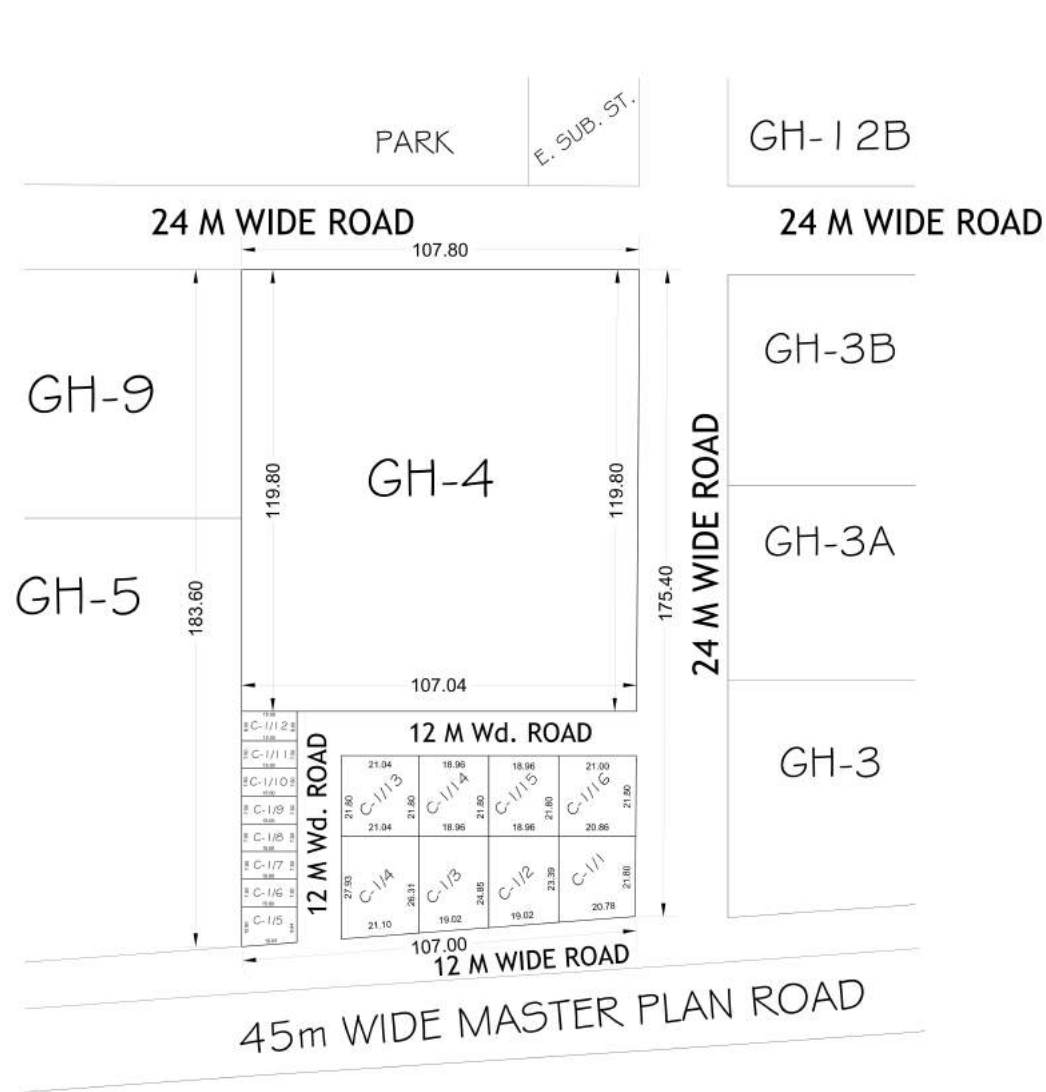 PARK
E. SUB. ST.
GH-12B
24 M WIDE ROAD
24 M WIDE ROAD
107.80
GH-9
GH-5
183.60
119.80
GH-4
119.80
175.40
24 M WIDE ROAD
GH-3B
GH-3A
GH-3
107.04
12 M Wd. ROAD
12 M Wd. ROAD
C-1/12
C-1/11
C-1/10
C-1/9
C-1/8
C-1/7
C-1/6
C-1/5
21.04
18.96
18.96
21.00
21.80
C-1/13
21.80
C-1/14
21.80
C-1/15
21.80
C-1/16
21.80
21.04
18.96
18.96
20.86
27.93
C-1/4
26.31
C-1/3
24.85
C-1/2
23.39
C-1/1
21.80
21.10
19.02
19.02
20.78
107.00
12 M WIDE ROAD
45m WIDE MASTER PLAN ROAD